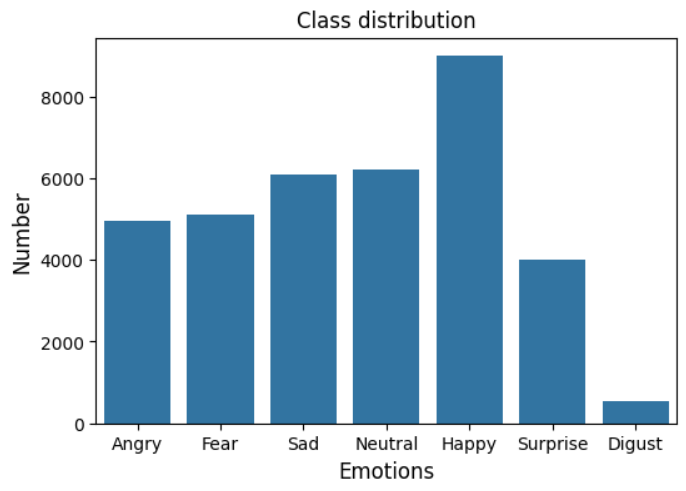 Class distribution
Number
8000
6000
4000
2000
0
Angry Fear Sad Neutral Happy Surprise Digust
Emotions